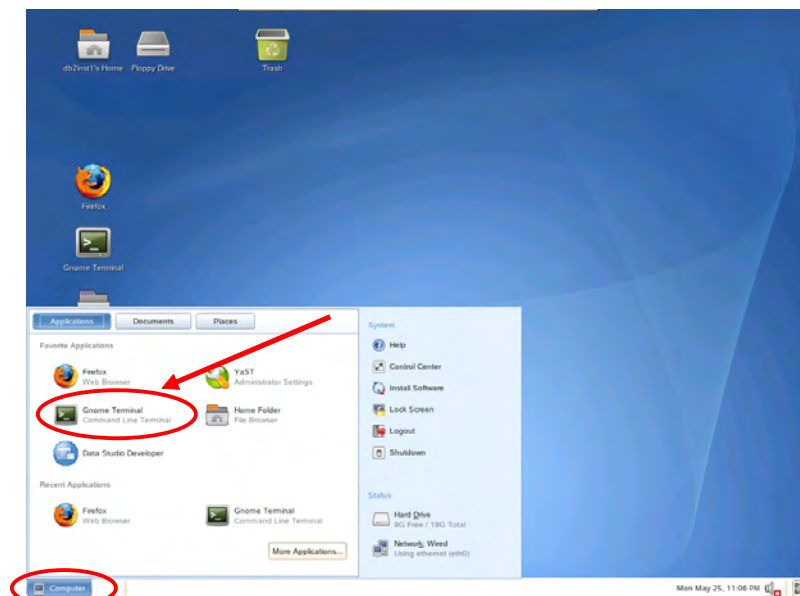 db2inst1's Home
Floppy Drive
Trash
Firefox
Gnome Terminal
Applications
Documents
Places
Favorite Applications
Firefox
Web Browser
YaST
Administrator Settings
Gnome Terminal
Command Line Terminal
Home Folder
File Browser
Data Studio Developer
Recent Applications
Firefox
Web Browser
Gnome Terminal
Command Line Terminal
More Applications...
System
Help
Control Center
Install Software
Lock Screen
Logout
Shutdown
Status
Hard Drive
9G Free / 19G Total
Network: Wired
Using ethernet (eth0)
Computer
Mon May 25, 11:06 PM